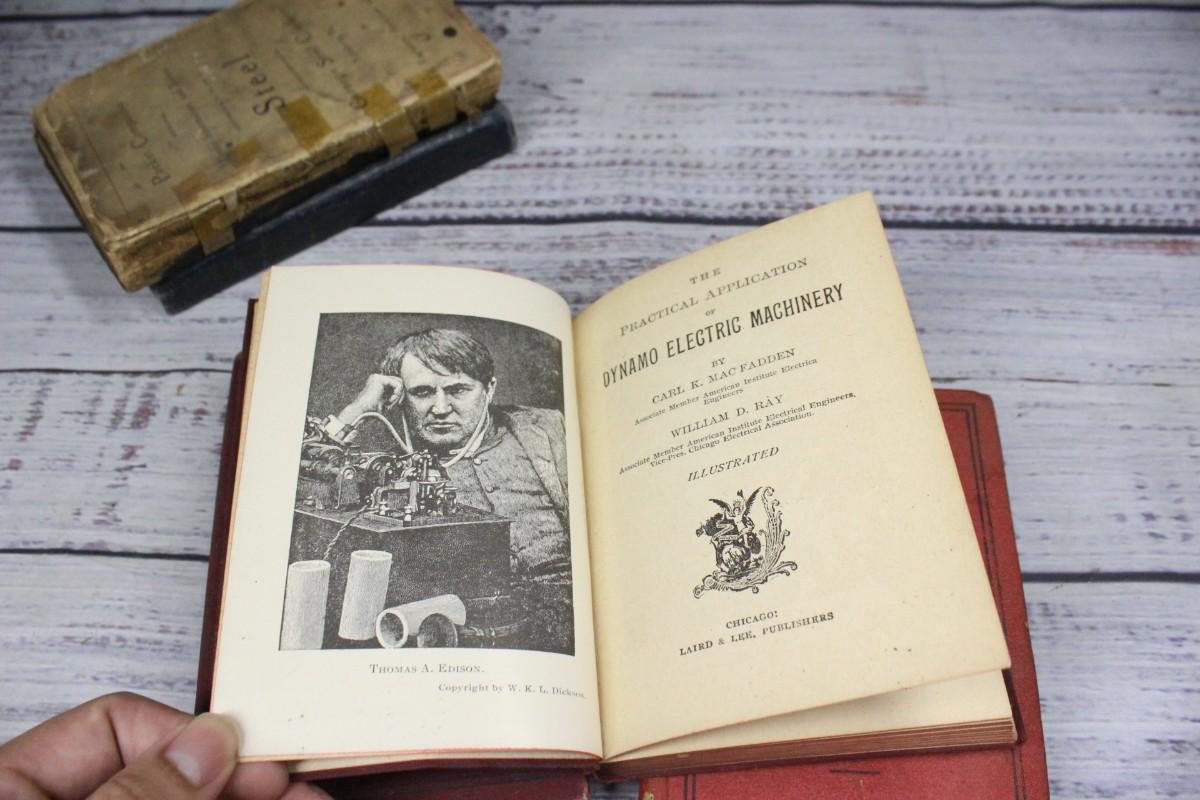 Steel
THOMAS A. EDISON.
Copyright by W. K. L. Dickson.
THE
PRACTICAL APPLICATION
OF
DYNAMO ELECTRIC MACHINERY
BY
CARL K. MAC FADDEN
Associate Member American Institute Electrica
Engineers
WILLIAM D. RAY
Associate Member American Institute Electrical Engineers,
Vice-Pres. Chicago Electrical Association.
ILLUSTRATED
CHICAGO:
LAIRD & LEE, PUBLISHERS